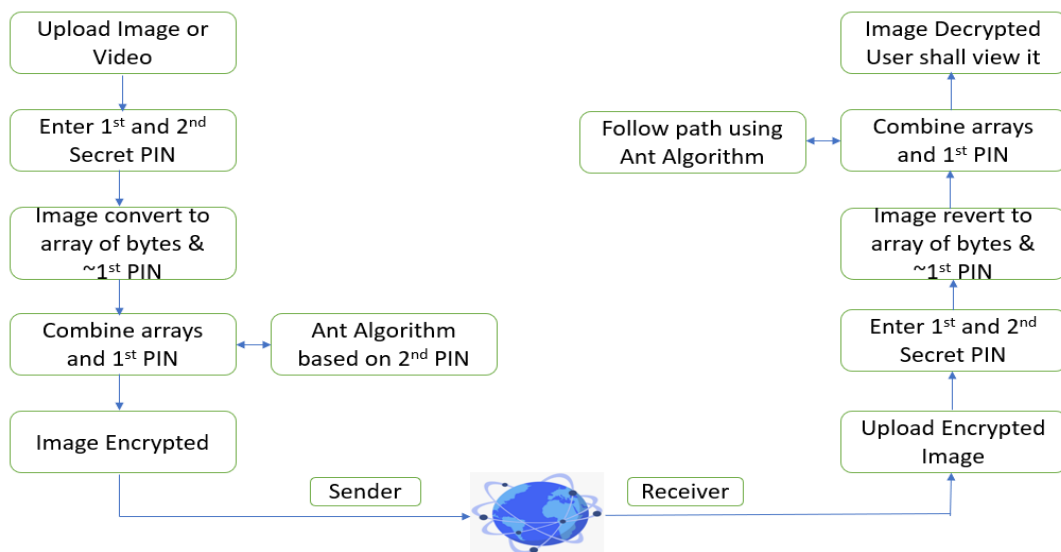 Upload Image or
Video
Enter 1st and 2nd
Secret PIN
Image convert to
array of bytes &
~1st PIN
Combine arrays
and 1st PIN
Ant Algorithm
based on 2nd PIN
Image Encrypted
Sender
Receiver
Upload Encrypted
Image
Enter 1st and 2nd
Secret PIN
Image revert to
array of bytes &
~1st PIN
Combine arrays
and 1st PIN
Follow path using
Ant Algorithm
Image Decrypted
User shall view it